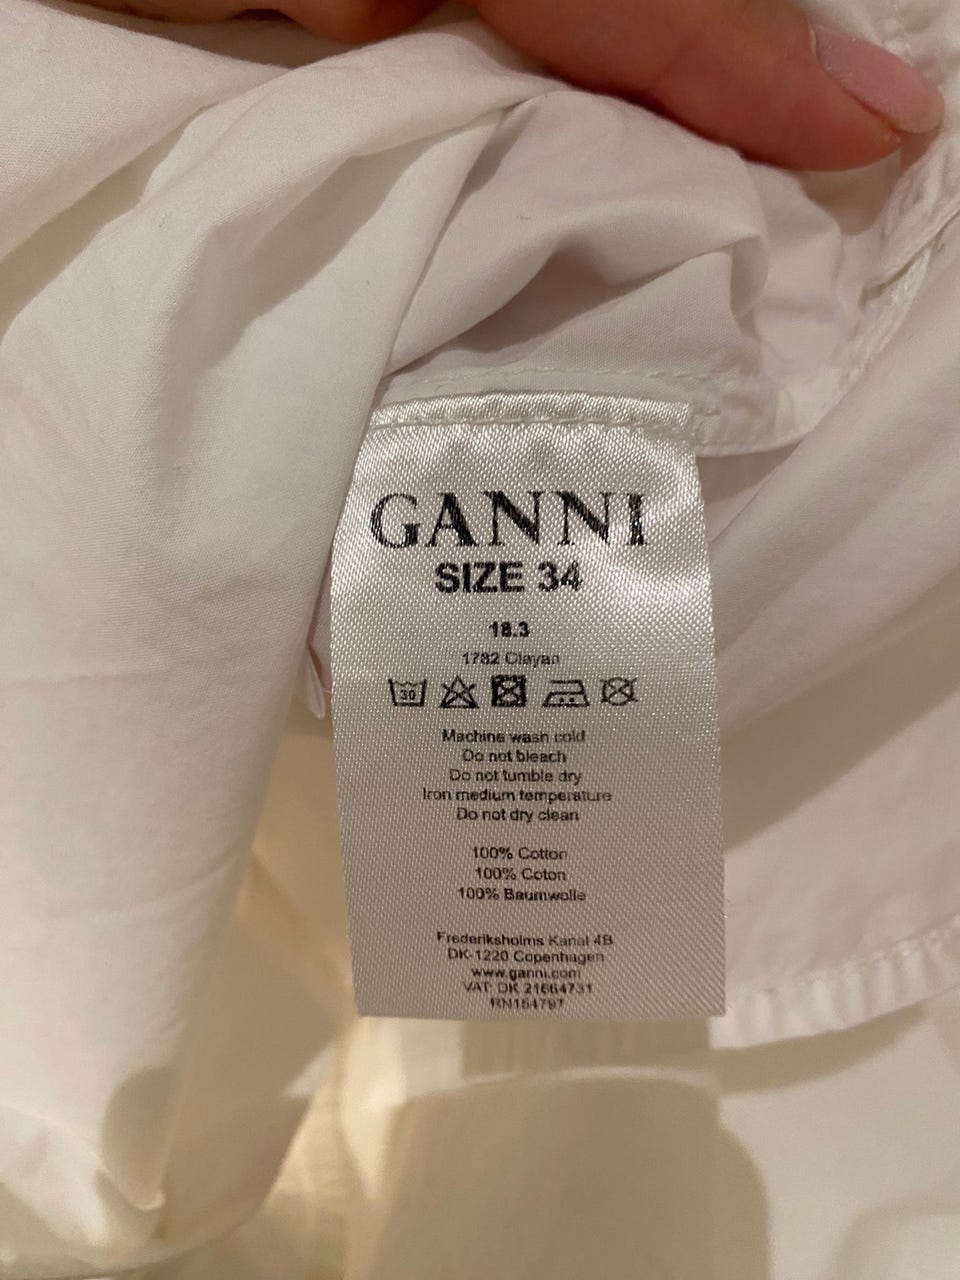 GANNI
SIZE 34
18.3
1782 Clayan
30
Machine wash cold
Do not bleach
Do not tumble dry
Iron medium temperature
Do not dry clean
100% Cotton
100% Coton
100% Baumwolle
Frederiksholms Kanal 4B
DK-1220 Copenhagen
www.ganni.com
VAT: DK 21664731
RN154797